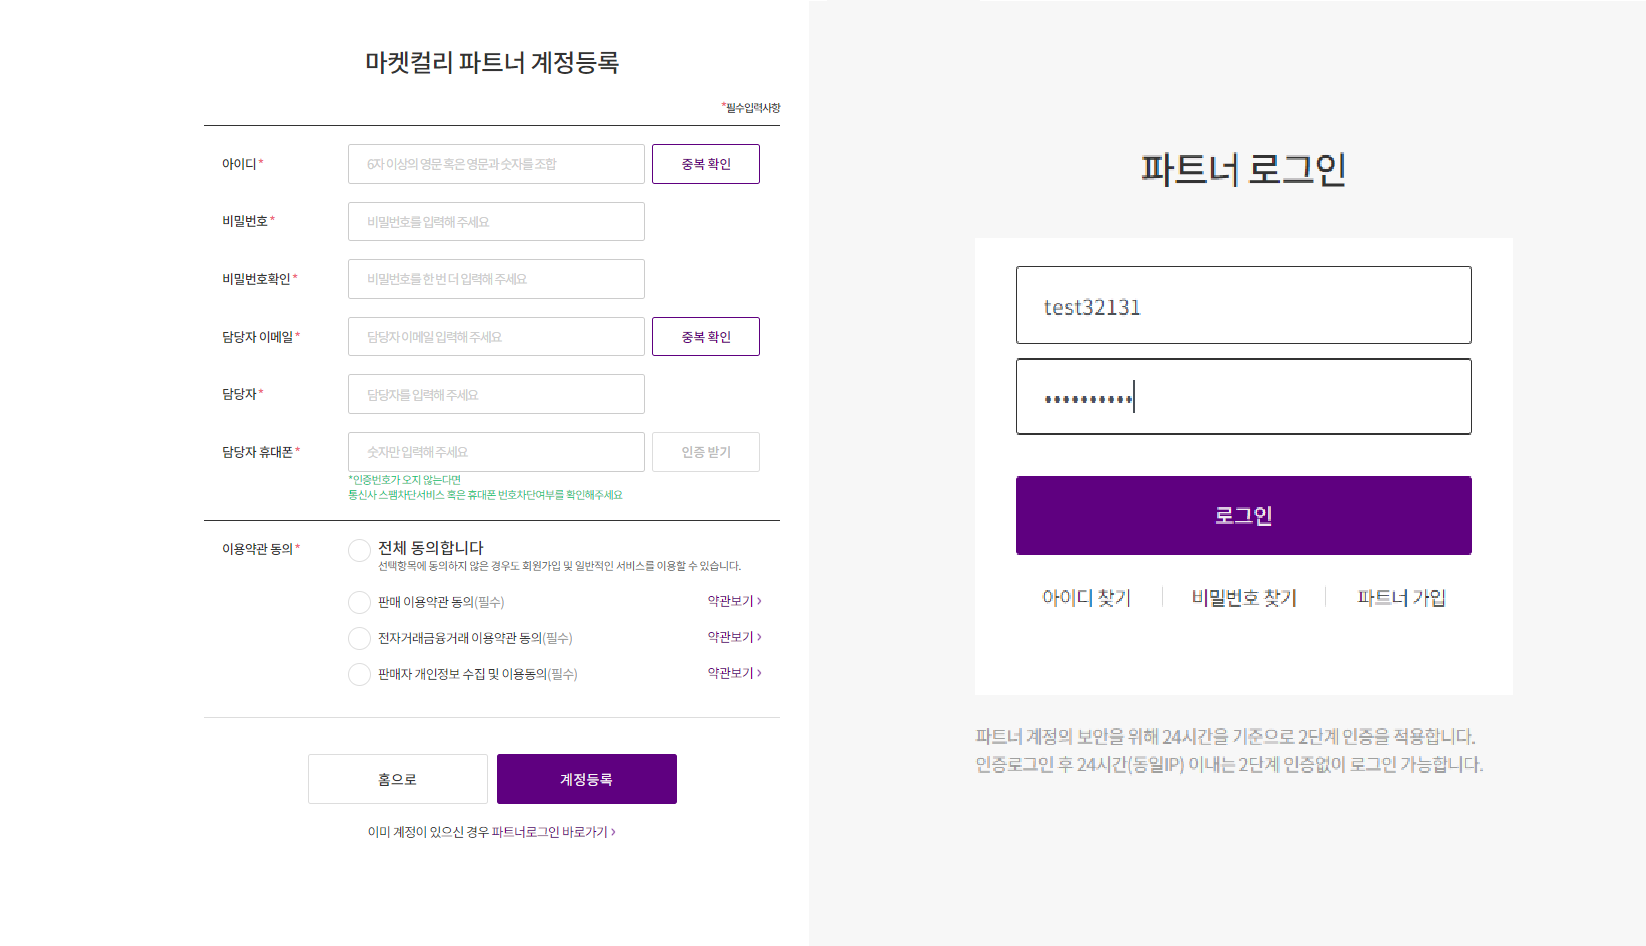 마켓컬리 파트너 계정등록
*필수입력사항
아이디*
6자 이상의 영문 혹은 영문과 숫자를 조합
중복 확인
비밀번호*
비밀번호를 입력해 주세요
비밀번호확인*
비밀번호를 한 번 더 입력해 주세요
담당자 이메일*
담당자 이메일 입력해 주세요
중복 확인
담당자*
담당자를 입력해 주세요
담당자 휴대폰*
숫자만 입력해 주세요
인증 받기
*인증번호가 오지 않는다면
통신사 스팸차단서비스 혹은 휴대폰 번호차단여부를 확인해주세요
이용약관 동의*
전체 동의합니다
선택항목에 동의하지 않은 경우도 회원가입 및 일반적인 서비스를 이용할 수 있습니다.
판매 이용약관 동의(필수)
약관보기 >
전자거래금융거래 이용약관 동의(필수)
약관보기 >
판매자 개인정보 수집 및 이용동의(필수)
약관보기 >
홈으로
계정등록
이미 계정이 있으신 경우 파트너로그인 바로가기 >
파트너 로그인
test32131
••••••••••
로그인
아이디 찾기
비밀번호 찾기
파트너 가입
파트너 계정의 보안을 위해 24시간을 기준으로 2단계 인증을 적용합니다.
인증로그인 후 24시간(동일IP) 이내는 2단계 인증없이 로그인 가능합니다.